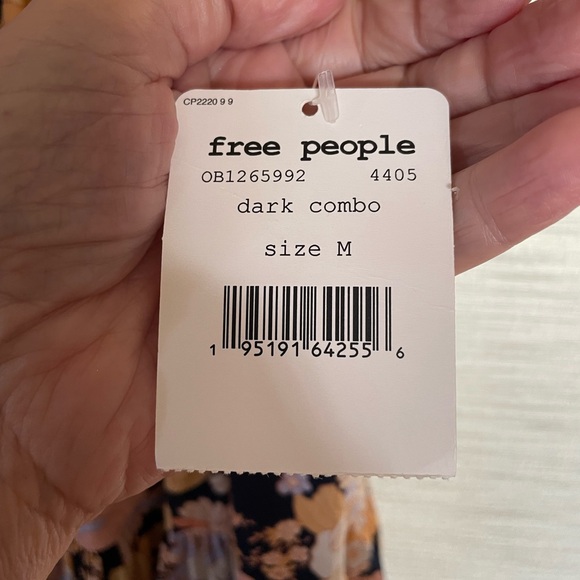 CP2220 9 9
free people
OB1265992 4405
dark combo
size M
1 95191 64255 6